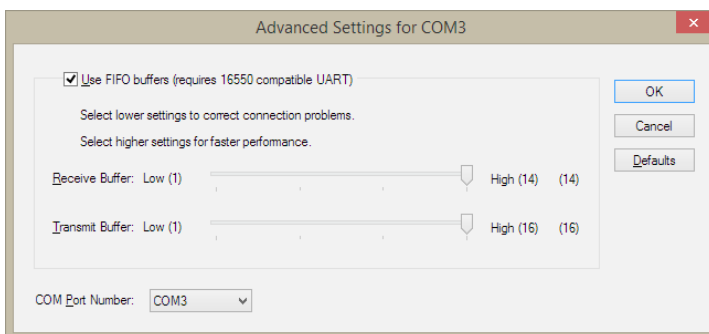 Advanced Settings for COM3
Use FIFO buffers (requires 16550 compatible UART)
Select lower settings to correct connection problems.
Select higher settings for faster performance.
Receive Buffer: Low (1) High (14) (14)
Transmit Buffer: Low (1) High (16) (16)
COM Port Number: COM3
OK
Cancel
Defaults